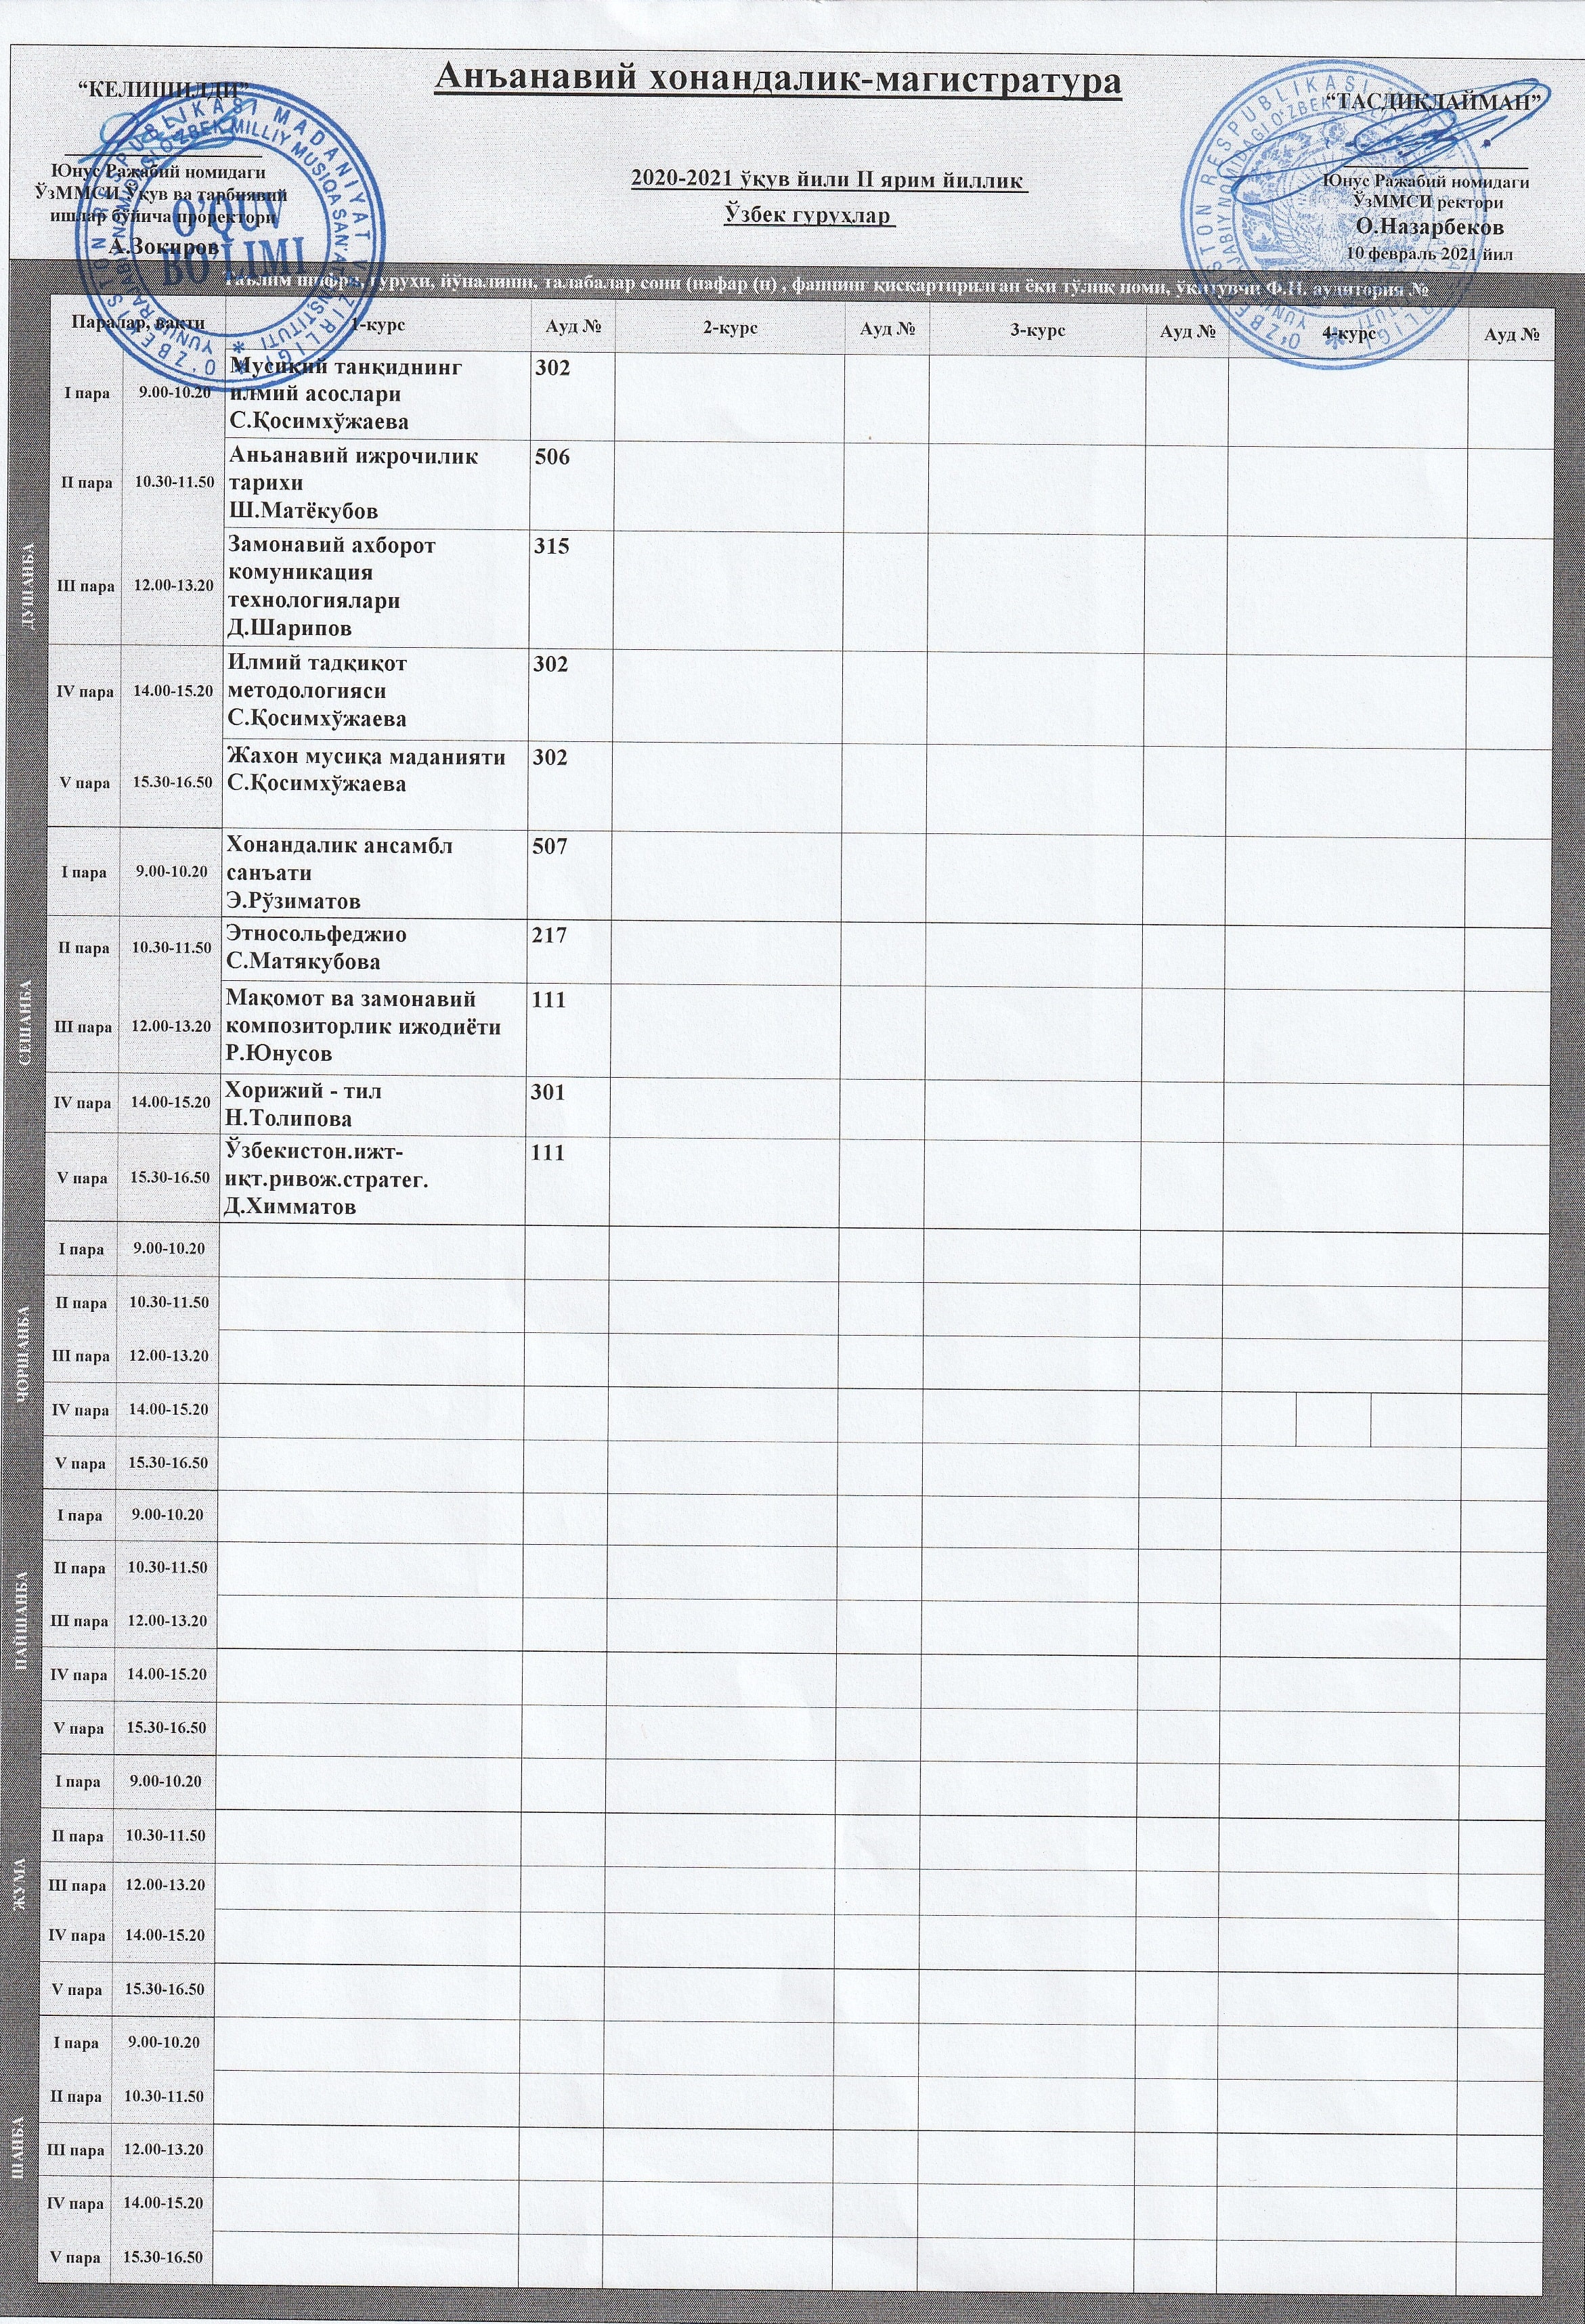 Анъанавий хонандалик-магистратура
“КЕЛИШИЛДИ”
Юнус Ражабий номидаги
ЎзММСИ Ўқув ва тарбиявий
ишлар бўйича проректори
А.Зокиров
2020-2021 ўқув йили II ярим йиллик
Ўзбек гуруҳлар
“ТАСДИҚЛАЙМАН”
Юнус Ражабий номидаги
ЎзММСИ ректори
О.Назарбеков
10 февраль 2021 йил
O’QUV
BO’LIMI
Таълим шифри, гурухи, йўналиши, талабалар сони (нафар (н) , фаннинг қисқартирилган ёки тўлиқ номи, ўқитувчи Ф.И. аудитория №
Паралар, вақти 1-курс Ауд № 2-курс Ауд № 3-курс Ауд № 4-курс Ауд №
ДУШАНБА
I пара 9.00-10.20 Мусиқий танқиднинг 302
илмий асослари
С.Қосимхўжаева
II пара 10.30-11.50 Аньанавий ижрочилик 506
тарихи
Ш.Матёкубов
III пара 12.00-13.20 Замонавий ахборот 315
комуникация
технологиялари
Д.Шарипов
IV пара 14.00-15.20 Илмий тадқиқот 302
методологияси
С.Қосимхўжаева
V пара 15.30-16.50 Жахон мусиқа маданияти 302
С.Қосимхўжаева
СЕШАНБА
I пара 9.00-10.20 Хонандалик ансамбл 507
санъати
Э.Рўзиматов
II пара 10.30-11.50 Этносольфеджио 217
С.Матякубова
III пара 12.00-13.20 Мақомот ва замонавий 111
композиторлик ижодиёти
Р.Юнусов
IV пара 14.00-15.20 Хорижий - тил 301
Н.Толипова
V пара 15.30-16.50 Ўзбекистон.ижт- 111
иқт.ривож.стратег.
Д.Химматов
ЧОРШАНБА
I пара 9.00-10.20
II пара 10.30-11.50
III пара 12.00-13.20
IV пара 14.00-15.20
V пара 15.30-16.50
ПАЙШАНБА
I пара 9.00-10.20
II пара 10.30-11.50
III пара 12.00-13.20
IV пара 14.00-15.20
V пара 15.30-16.50
ЖУМА
I пара 9.00-10.20
II пара 10.30-11.50
III пара 12.00-13.20
IV пара 14.00-15.20
V пара 15.30-16.50
ШАНБА
I пара 9.00-10.20
II пара 10.30-11.50
III пара 12.00-13.20
IV пара 14.00-15.20
V пара 15.30-16.50